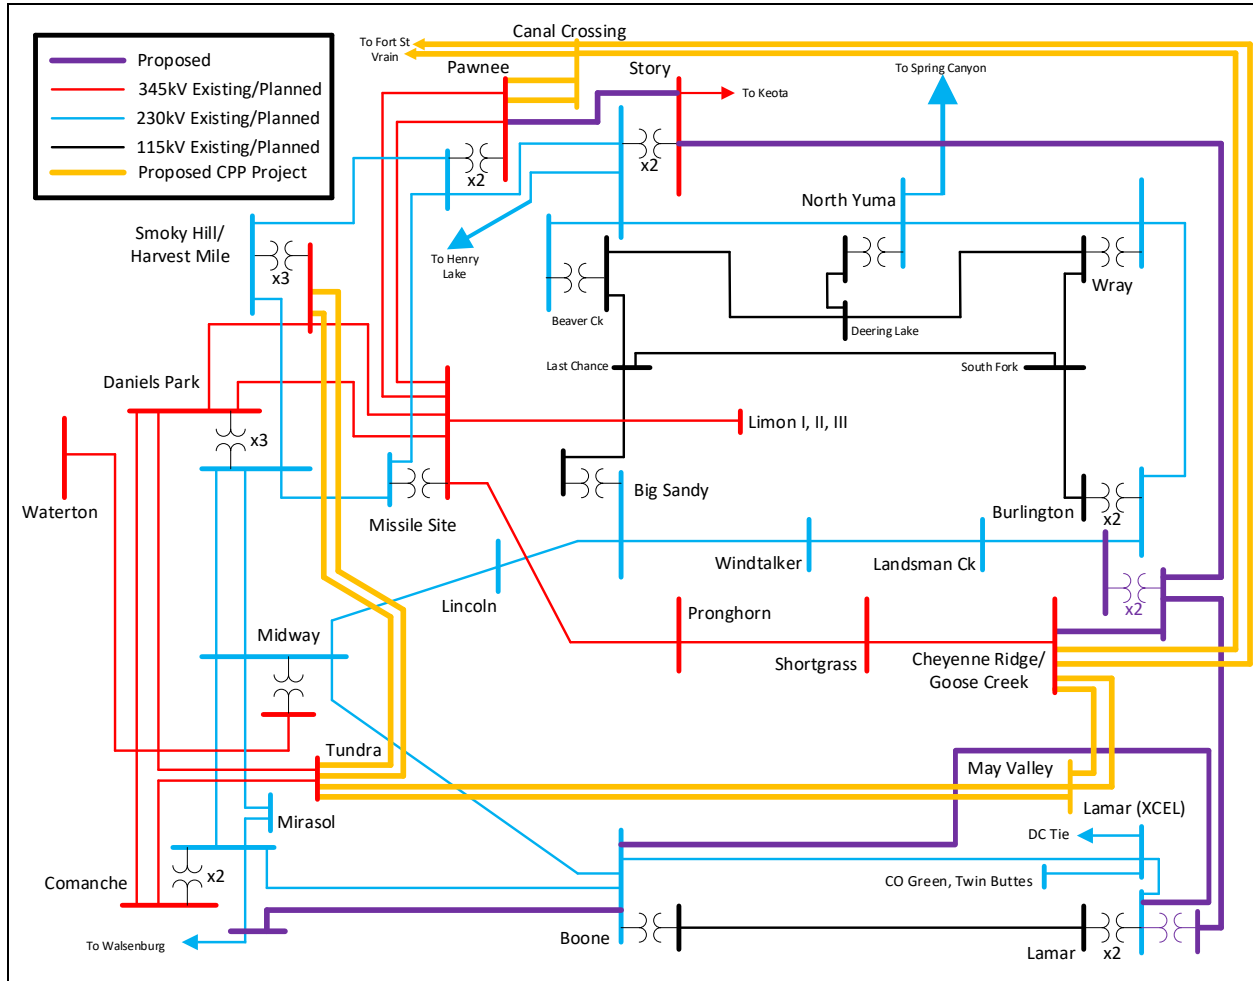 Proposed
345kV Existing/Planned
230kV Existing/Planned
115kV Existing/Planned
Proposed CPP Project
To Fort St
Vrain
Canal Crossing
Pawnee
Story
To Keota
To Spring Canyon
x2
x2
North Yuma
Smoky Hill/
Harvest Mile
x3
To Henry
Lake
Wray
Beaver Ck
Deering Lake
Last Chance
South Fork
Daniels Park
x3
Limon I, II, III
Waterton
Missile Site
Big Sandy
Burlington
x2
Windtalker
Landsman Ck
Lincoln
x2
Midway
Pronghorn
Shortgrass
Cheyenne Ridge/
Goose Creek
Tundra
May Valley
Mirasol
Lamar (XCEL)
DC Tie
Comanche
x2
CO Green, Twin Buttes
To Walsenburg
Boone
Lamar
x2